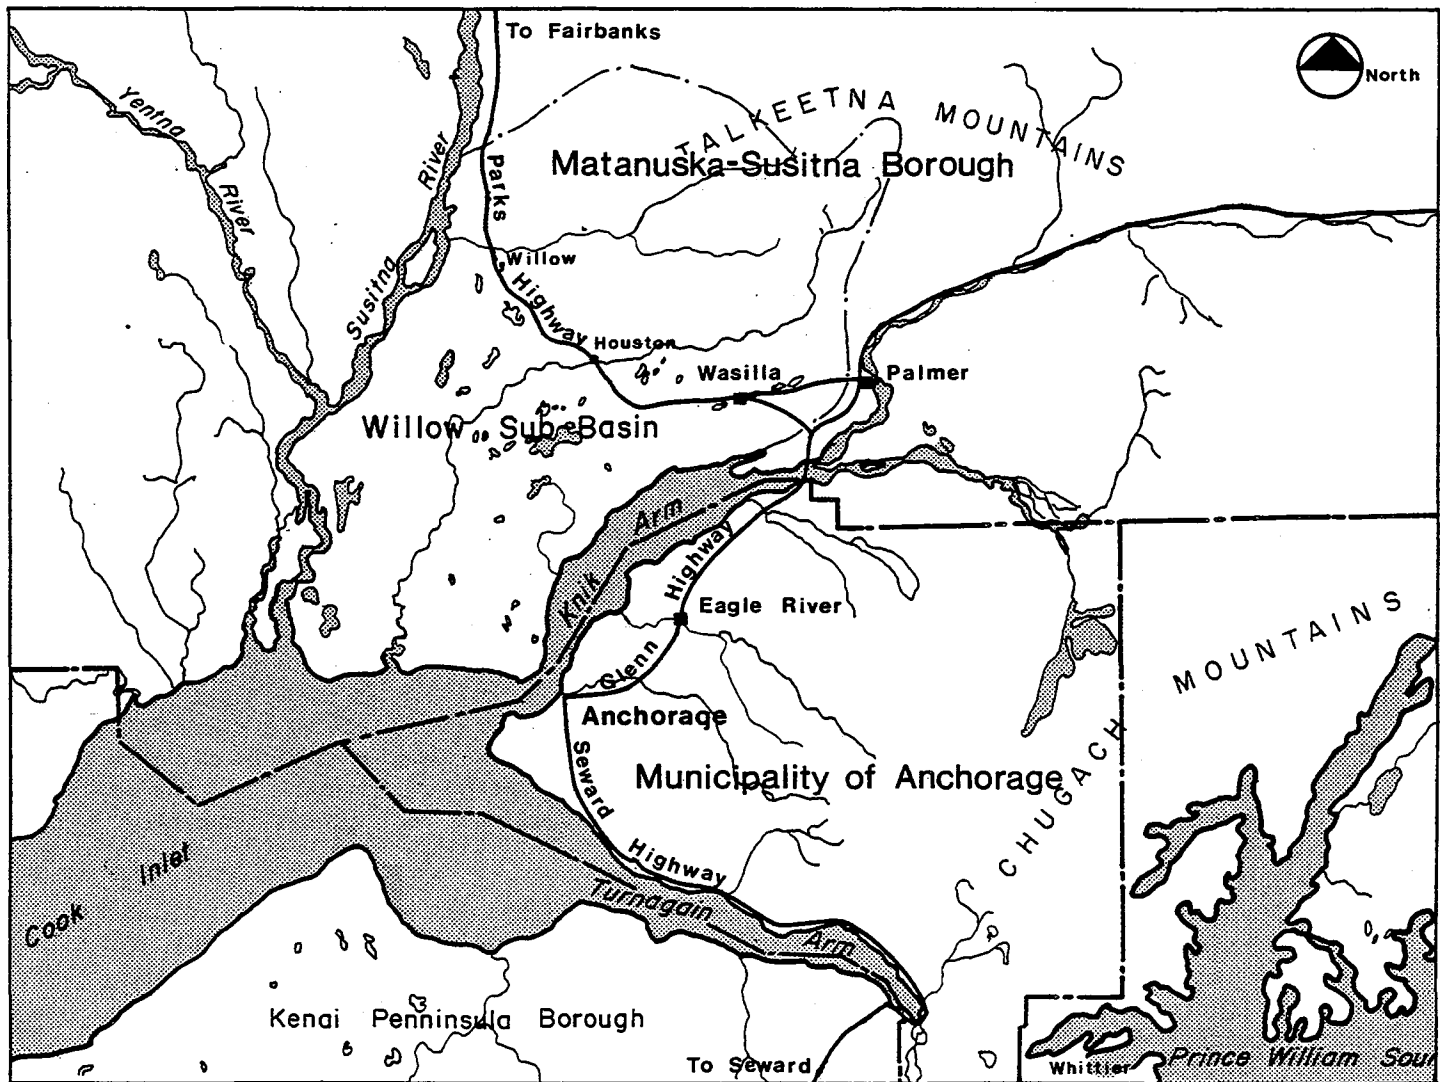 To Fairbanks
North
Yentna River
Susitna River
TALKEETNA MOUNTAINS
Matanuska-Susitna Borough
Parks Highway
Willow
Houston
Wasilla
Palmer
Willow Sub-Basin
Knik Arm
Glenn Highway
Eagle River
MOUNTAINS
CHUGACH
Anchorage
Municipality of Anchorage
Seward Highway
Turnagain Arm
Cook Inlet
Kenai Penninsula Borough
To Seward
Whittier
Prince William Soun